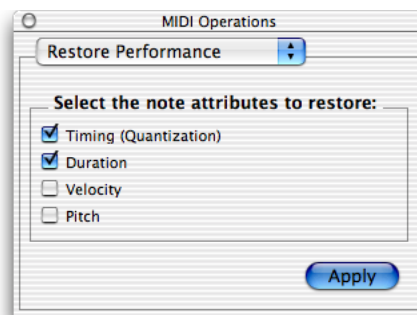 MIDI Operations
Restore Performance
Select the note attributes to restore:
Timing (Quantization)
Duration
Velocity
Pitch
Apply